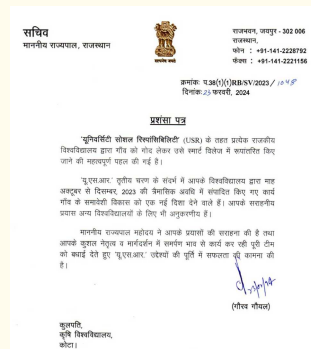 सचिव
माननीय राज्यपाल, राजस्थान
सत्यमेव जयते
राजभवन, जयपुर - 302 006
राजस्थान,
फोन : +91-141-2228792
फैक्स : +91-141-2221156
क्रमांक: प.38(1)(1)RB/SV/2023 / 1048
दिनांक:23 फरवरी, 2024
प्रशंसा पत्र
'यूनिवर्सिटी सोशल रिस्पॉंसिबिलिटी' (USR) के तहत प्रत्येक राजकीय
विश्वविद्यालय द्वारा गाँव को गोद लेकर उसे स्मार्ट विलेज में रूपांतरित किए
जाने की महत्वपूर्ण पहल की गई है।
'यू.एस.आर.' तृतीय चरण के संदर्भ में आपके विश्वविद्यालय द्वारा माह
अक्टूबर से दिसम्बर, 2023 की त्रैमासिक अवधि में संपादित किए गए कार्य
गाँव के समावेशी विकास को एक नई दिशा देने वाले हैं। आपके सराहनीय
प्रयास अन्य विश्वविद्यालयों के लिए भी अनुकरणीय हैं।
माननीय राज्यपाल महोदय ने आपके प्रयासों की सराहना की है तथा
आपके कुशल नेतृत्व व मार्गदर्शन में समर्पण भाव से कार्य कर रही पूरी टीम
को बधाई देते हुए 'यू.एस.आर.' उद्देश्यों की पूर्ति में सफलता की कामना की
है।
(गौरव गोयल)
कुलपति,
कृषि विश्वविद्यालय,
कोटा।